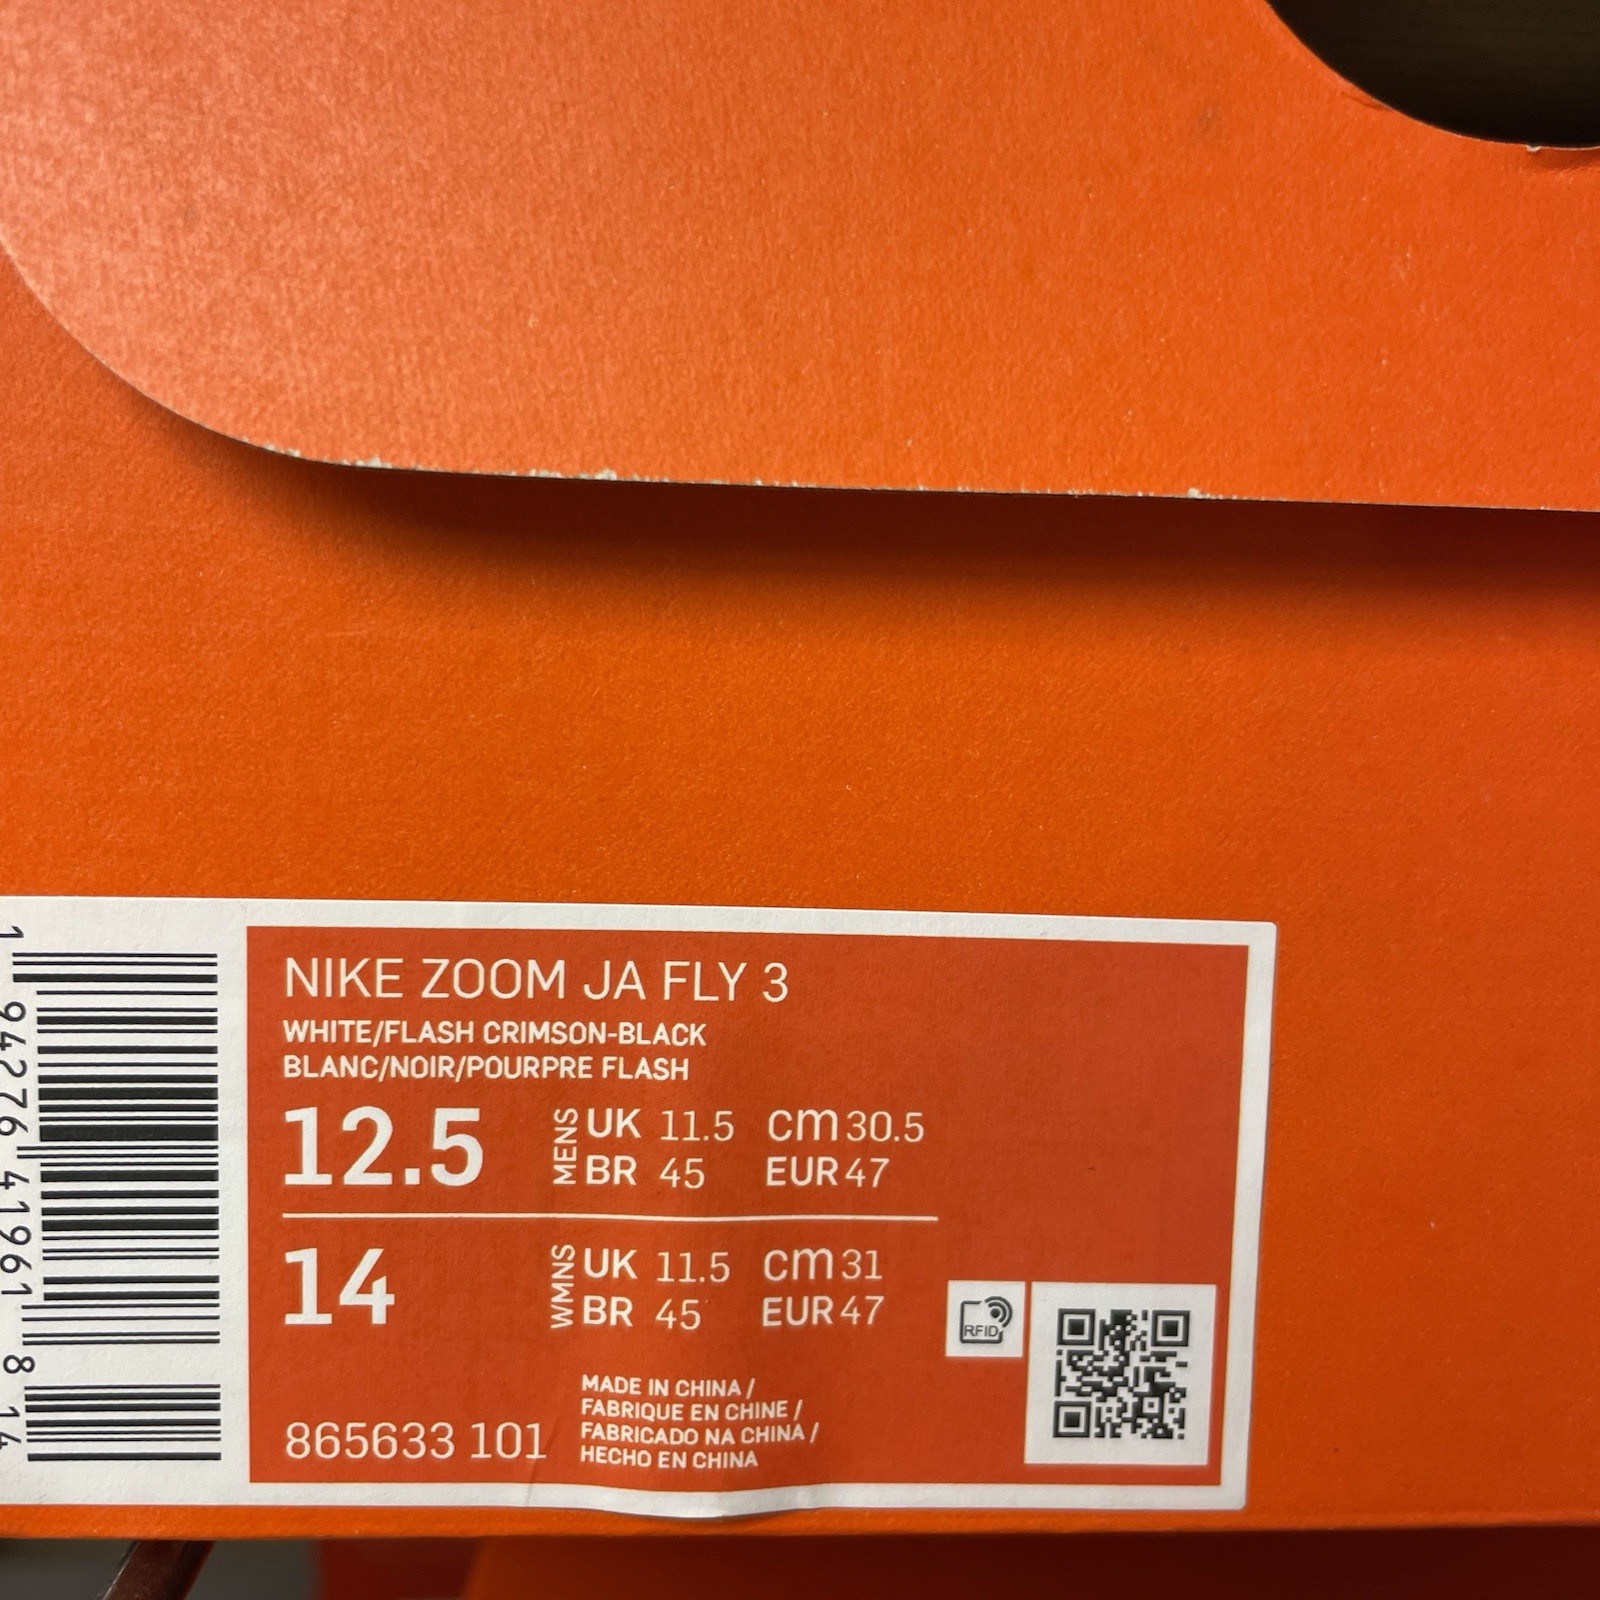 NIKE ZOOM JA FLY 3
WHITE/FLASH CRIMSON-BLACK
BLANC/NOIR/POURPRE FLASH
12.5 MENS UK 11.5 cm 30.5
BR 45 EUR 47
14 WMNS UK 11.5 cm 31
BR 45 EUR 47
MADE IN CHINA /
FABRIQUE EN CHINE /
FABRICADO NA CHINA /
HECHO EN CHINA
865633 101
RFID
1 94276 41961 8 14